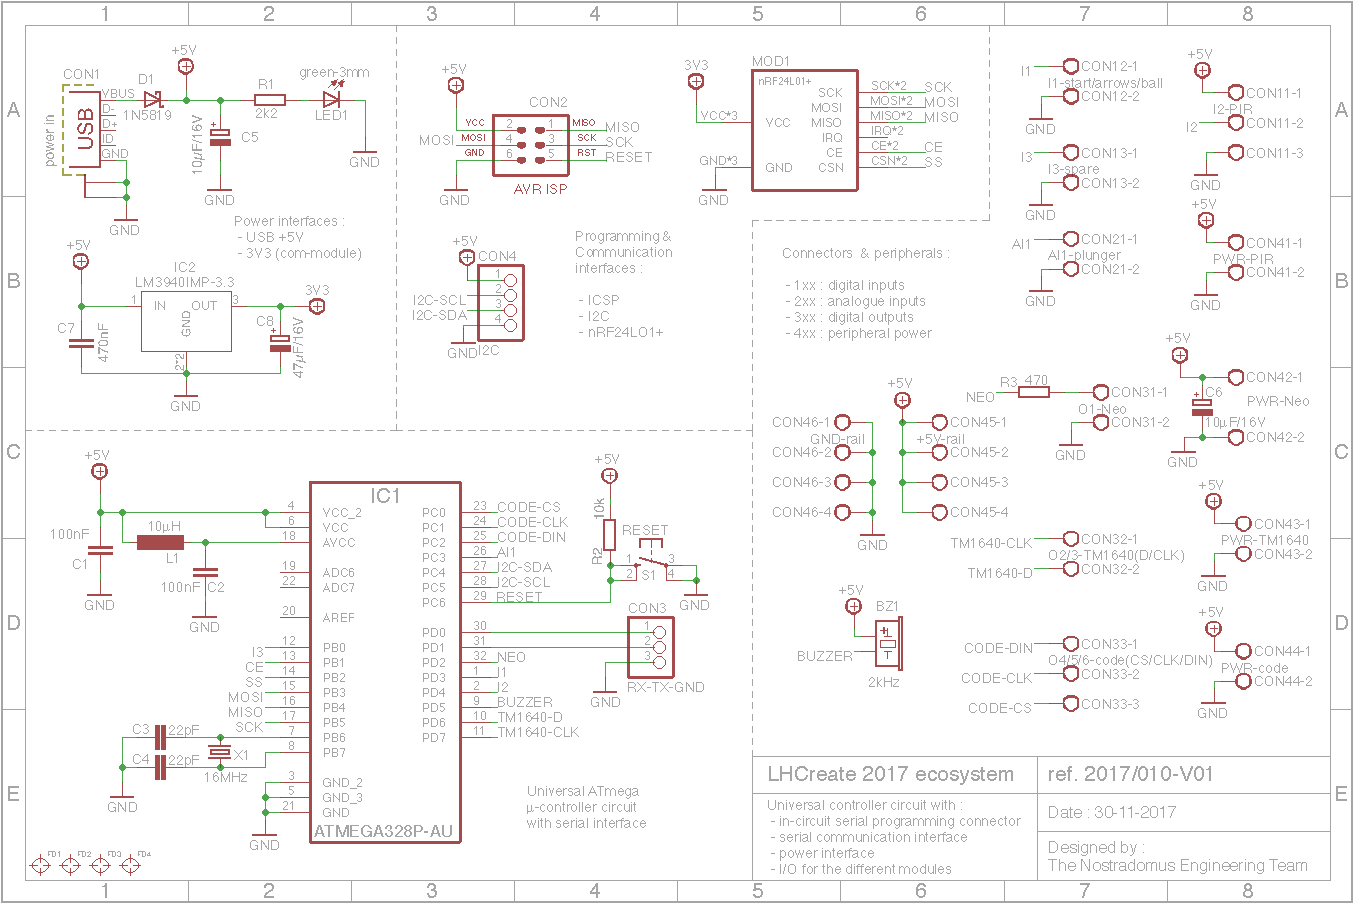 1 2 3 4 5 6 7 8
A
B
C
D
E
A
B
C
D
E
1 2 3 4 5 6 7 8
CON1
power in
USB
VBUS
D-
D+
ID
GND
GND
D1
1N5819
+5V
10µF/16V
C5
GND
R1
2k2
green-3mm
LED1
GND
Power interfaces :
- USB +5V
- 3V3 (com-module)
+5V
IC2
LM3940IMP-3.3
1 IN OUT 3
GND
2*2
C7
470nF
C8
47µF/16V
3V3
GND
+5V
CON2
VCC 2 1 MISO MISO
MOSI MOSI 4 3 SCK SCK
GND 6 5 RST RESET
AVR ISP
GND
+5V
CON4
1
I2C-SCL 2
I2C-SDA 3
4
GND I2C
Programming &
Communication
interfaces :
- ICSP
- I2C
- nRF24L01+
3V3
MOD1
nRF24L01+
VCC*3 VCC
GND*3 GND
GND
SCK SCK*2 SCK
MOSI MOSI*2 MOSI
MISO MISO*2 MISO
IRQ IRQ*2
CE CE*2 CE
CSN CSN*2 SS
Connectors & peripherals :
- 1xx : digital inputs
- 2xx : analogue inputs
- 3xx : digital outputs
- 4xx : peripheral power
I1 CON12-1
I1-start/arrows/ball
CON12-2
GND
I3 CON13-1
I3-spare
CON13-2
GND
AI1 CON21-1
AI1-plunger
CON21-2
GND
+5V
CON11-1
I2-PIR
I2 CON11-2
CON11-3
GND
+5V
CON41-1
PWR-PIR
CON41-2
GND
NEO R3 470 CON31-1
O1-Neo
CON31-2
GND
+5V
CON42-1
C6
PWR-Neo
10µF/16V
CON42-2
GND
+5V
CON46-1 CON45-1
GND-rail +5V-rail
CON46-2 CON45-2
CON46-3 CON45-3
CON46-4 CON45-4
GND
TM1640-CLK CON32-1
O2/3-TM1640(D/CLK)
TM1640-D CON32-2
+5V
CON43-1
PWR-TM1640
CON43-2
GND
+5V
BZ1
BUZZER
2kHz
CODE-DIN CON33-1
O4/5/6-code(CS/CLK/DIN)
CODE-CLK CON33-2
CODE-CS CON33-3
+5V
CON44-1
PWR-code
CON44-2
GND
+5V
100nF
C1
GND
10µH
L1
100nF C2
GND
IC1
4 VCC_2
6 VCC
18 AVCC
19 ADC6
22 ADC7
20 AREF
I3 12 PB0
CE 13 PB1
SS 14 PB2
MOSI 15 PB3
MISO 16 PB4
SCK 17 PB5
7 PB6
8 PB7
3 GND_2
5 GND_3
21 GND
GND
PC0 23 CODE-CS
PC1 24 CODE-CLK
PC2 25 CODE-DIN
PC3 26 AI1
PC4 27 I2C-SDA
PC5 28 I2C-SCL
PC6 29 RESET
PD0 30
PD1 31
PD2 32 NEO
PD3 1 I1
PD4 2 I2
PD5 9 BUZZER
PD6 10 TM1640-D
PD7 11 TM1640-CLK
ATMEGA328P-AU
C3 22pF
C4 22pF
X1
16MHz
GND
+5V
10k
R2
RESET
1 3
2 S1 4
GND
CON3
1
2
3
RX-TX-GND
GND
Universal ATmega
µ-controller circuit
with serial interface
FD1 FD2 FD3 FD4
LHCreate 2017 ecosystem
ref. 2017/010-V01
Universal controller circuit with :
- in-circuit serial programming connector
- serial communication interface
- power interface
- I/O for the different modules
Date : 30-11-2017
Designed by :
The Nostradomus Engineering Team